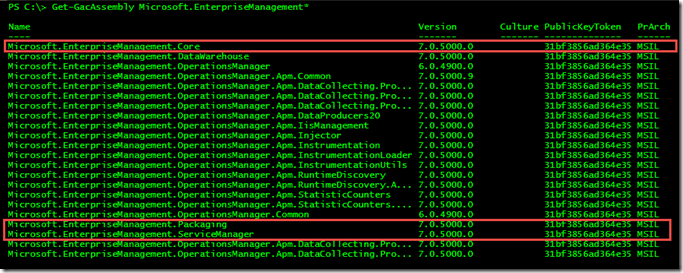 PS C:\> Get-GacAssembly Microsoft.EnterpriseManagement*
Name Version Culture PublicKeyToken PrArch
---- ------- ------- -------------- ------
Microsoft.EnterpriseManagement.Core 7.0.5000.0 31bf3856ad364e35 MSIL
Microsoft.EnterpriseManagement.DataWarehouse 7.0.5000.0 31bf3856ad364e35 MSIL
Microsoft.EnterpriseManagement.OperationsManager 6.0.4900.0 31bf3856ad364e35 MSIL
Microsoft.EnterpriseManagement.OperationsManager.Apm.Common 7.0.5000.9 31bf3856ad364e35 MSIL
Microsoft.EnterpriseManagement.OperationsManager.Apm.DataCollecting.Pro... 7.0.5000.0 31bf3856ad364e35 MSIL
Microsoft.EnterpriseManagement.OperationsManager.Apm.DataCollecting.Pro... 7.0.5000.0 31bf3856ad364e35 MSIL
Microsoft.EnterpriseManagement.OperationsManager.Apm.DataCollecting.Pro... 7.0.5000.0 31bf3856ad364e35 MSIL
Microsoft.EnterpriseManagement.OperationsManager.Apm.DataProducers20 7.0.5000.0 31bf3856ad364e35 MSIL
Microsoft.EnterpriseManagement.OperationsManager.Apm.IisManagement 7.0.5000.0 31bf3856ad364e35 MSIL
Microsoft.EnterpriseManagement.OperationsManager.Apm.Injector 7.0.5000.0 31bf3856ad364e35 MSIL
Microsoft.EnterpriseManagement.OperationsManager.Apm.Instrumentation 7.0.5000.0 31bf3856ad364e35 MSIL
Microsoft.EnterpriseManagement.OperationsManager.Apm.InstrumentationLoader 7.0.5000.0 31bf3856ad364e35 MSIL
Microsoft.EnterpriseManagement.OperationsManager.Apm.InstrumentationUtils 7.0.5000.0 31bf3856ad364e35 MSIL
Microsoft.EnterpriseManagement.OperationsManager.Apm.RuntimeDiscovery 7.0.5000.0 31bf3856ad364e35 MSIL
Microsoft.EnterpriseManagement.OperationsManager.Apm.RuntimeDiscovery.A... 7.0.5000.0 31bf3856ad364e35 MSIL
Microsoft.EnterpriseManagement.OperationsManager.Apm.StatisticCounters 7.0.5000.0 31bf3856ad364e35 MSIL
Microsoft.EnterpriseManagement.OperationsManager.Apm.StatisticCounters.... 7.0.5000.0 31bf3856ad364e35 MSIL
Microsoft.EnterpriseManagement.OperationsManager.Common 6.0.4900.0 31bf3856ad364e35 MSIL
Microsoft.EnterpriseManagement.Packaging 7.0.5000.0 31bf3856ad364e35 MSIL
Microsoft.EnterpriseManagement.ServiceManager 7.0.5000.0 31bf3856ad364e35 MSIL
Microsoft.EnterpriseManagement.OperationsManager.Apm.DataCollecting.Pro... 7.0.5000.0 31bf3856ad364e35 MSIL
Microsoft.EnterpriseManagement.OperationsManager.Apm.DataCollecting.Pro... 7.0.5000.0 31bf3856ad364e35 MSIL